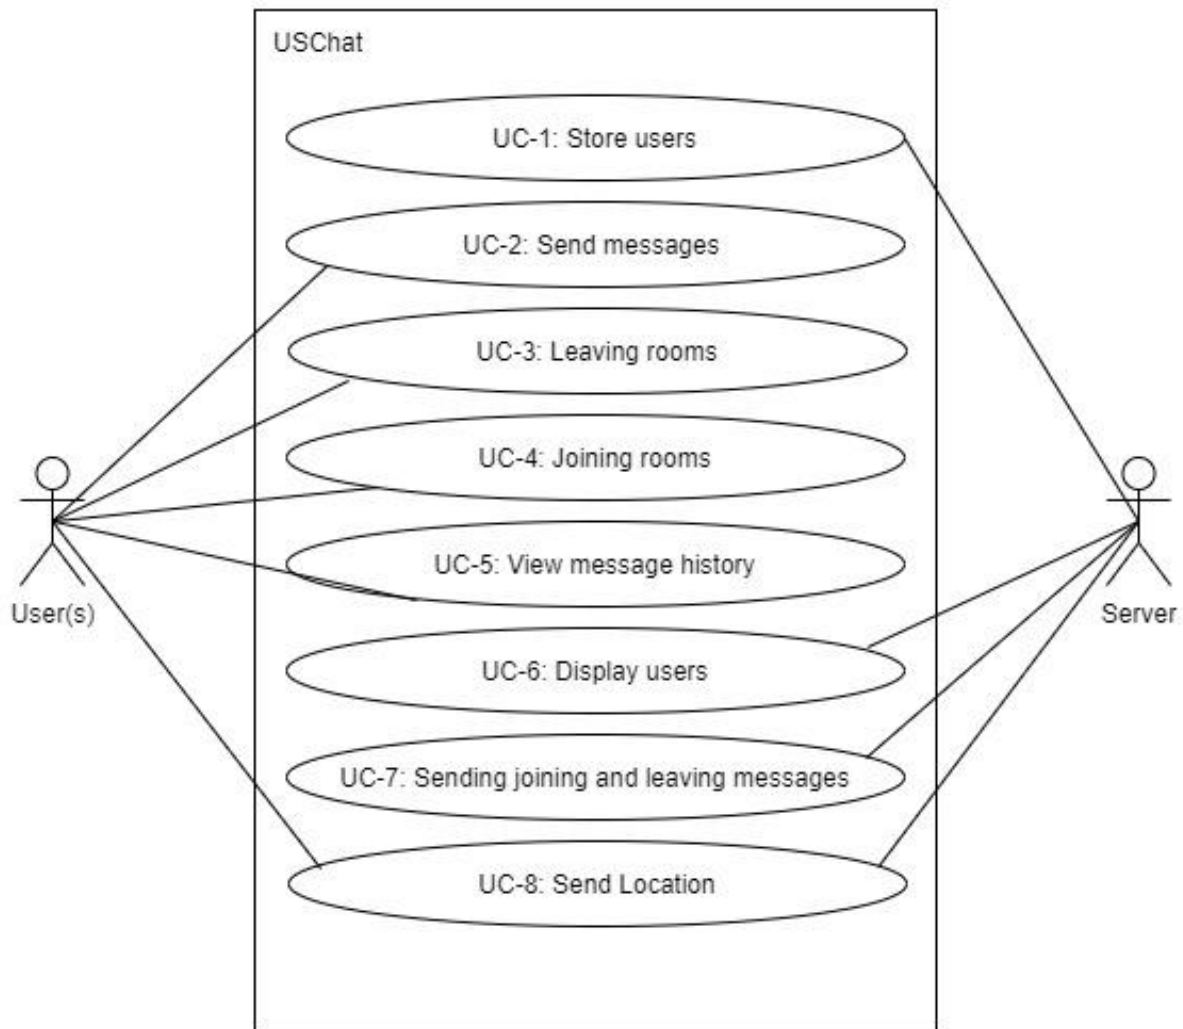 USChat
UC-1: Store users
UC-2: Send messages
UC-3: Leaving rooms
UC-4: Joining rooms
UC-5: View message history
UC-6: Display users
UC-7: Sending joining and leaving messages
UC-8: Send Location
User(s)
Server